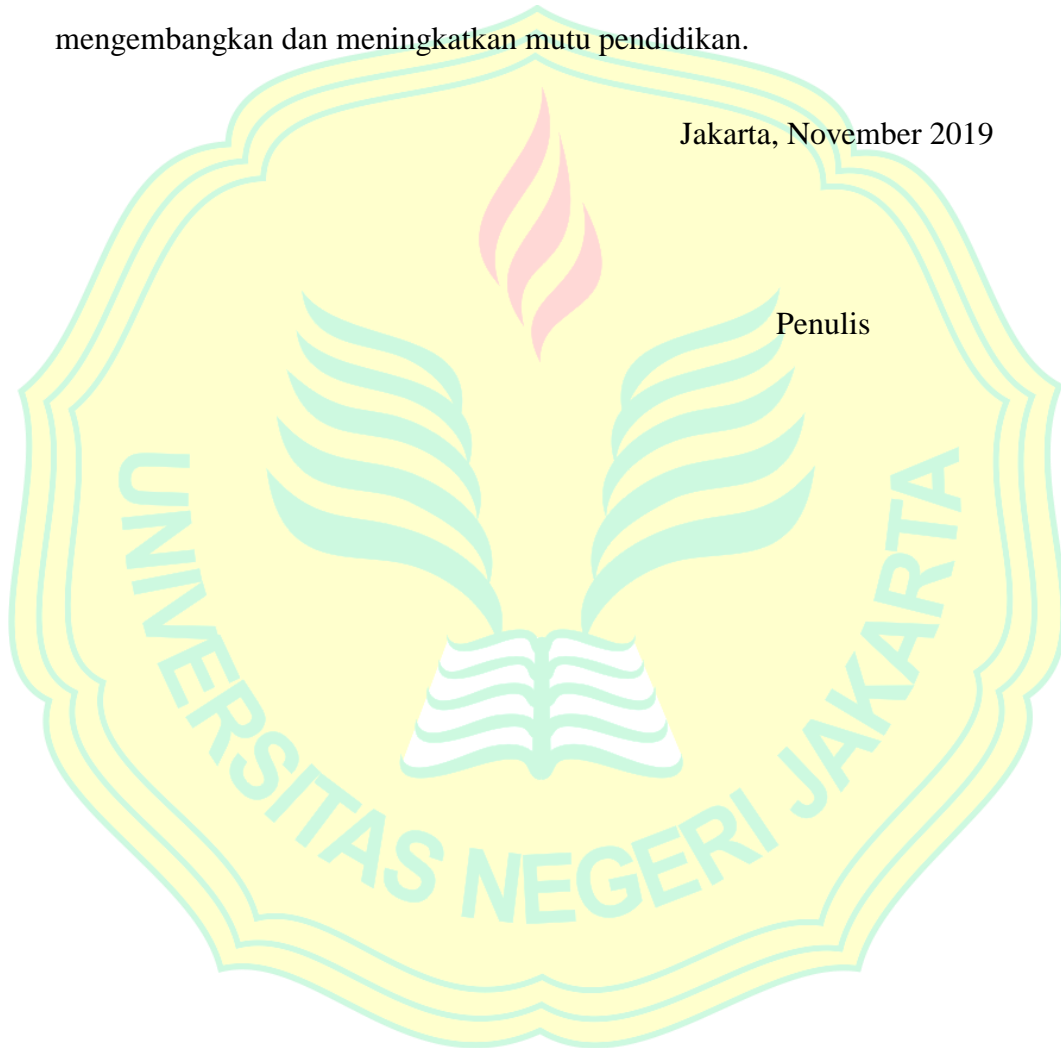 mengembangkan dan meningkatkan mutu pendidikan.
Jakarta, November 2019
Penulis
UNIVERSITAS NEGERI JAKARTA